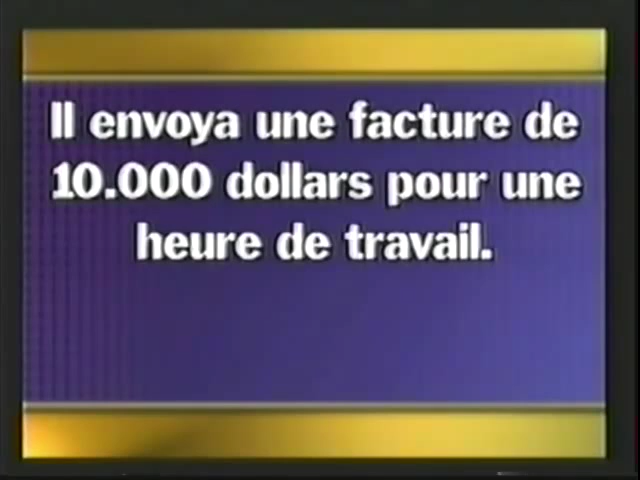 Il envoya une facture de
10.000 dollars pour une
heure de travail.